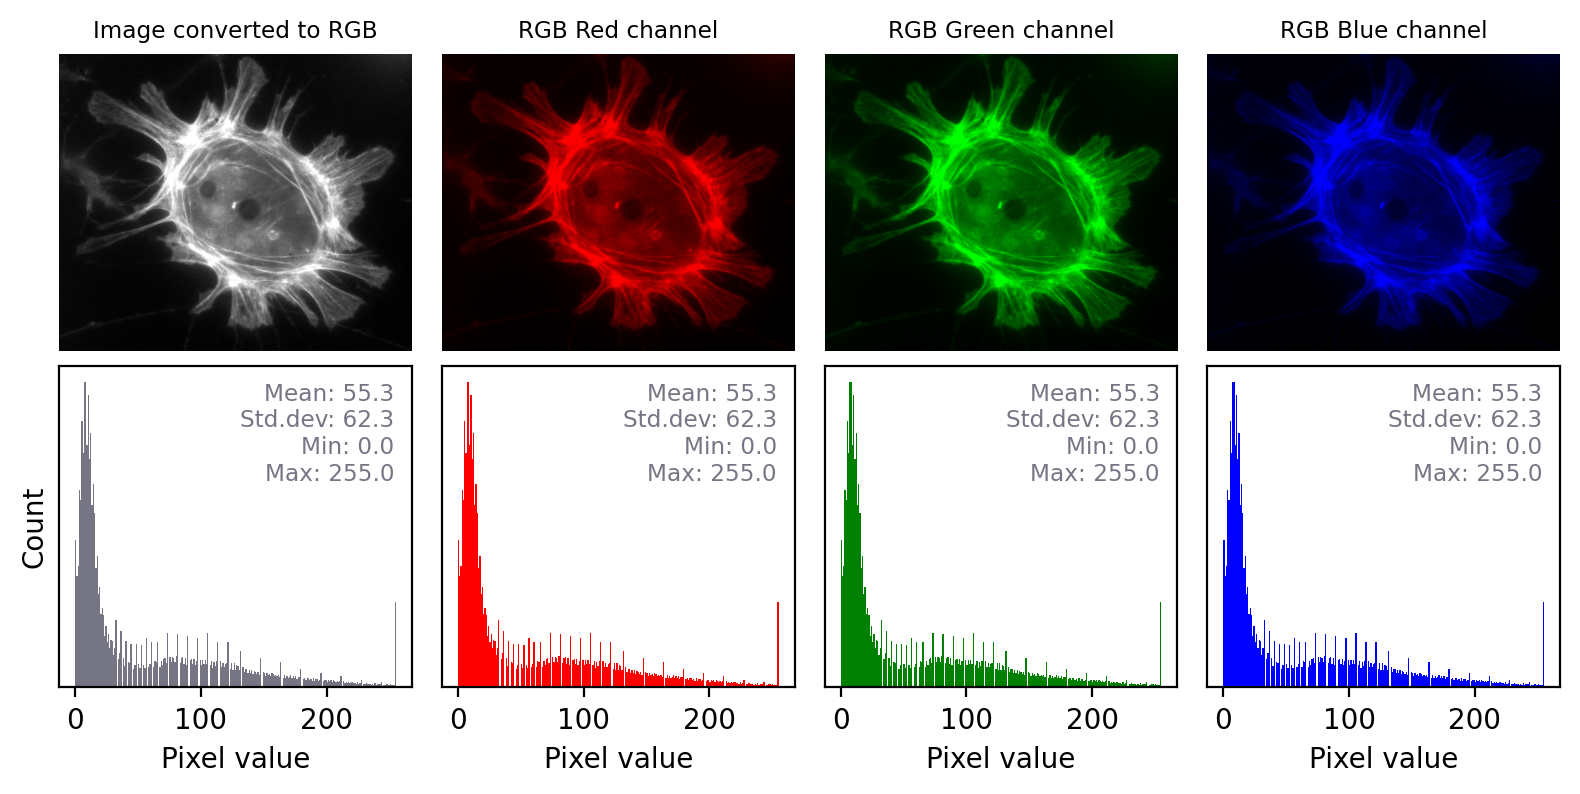 Image converted to RGB
RGB Red channel
RGB Green channel
RGB Blue channel
Mean: 55.3
Std.dev: 62.3
Min: 0.0
Max: 255.0
Mean: 55.3
Std.dev: 62.3
Min: 0.0
Max: 255.0
Mean: 55.3
Std.dev: 62.3
Min: 0.0
Max: 255.0
Mean: 55.3
Std.dev: 62.3
Min: 0.0
Max: 255.0
Count
0 100 200
0 100 200
0 100 200
0 100 200
Pixel value
Pixel value
Pixel value
Pixel value